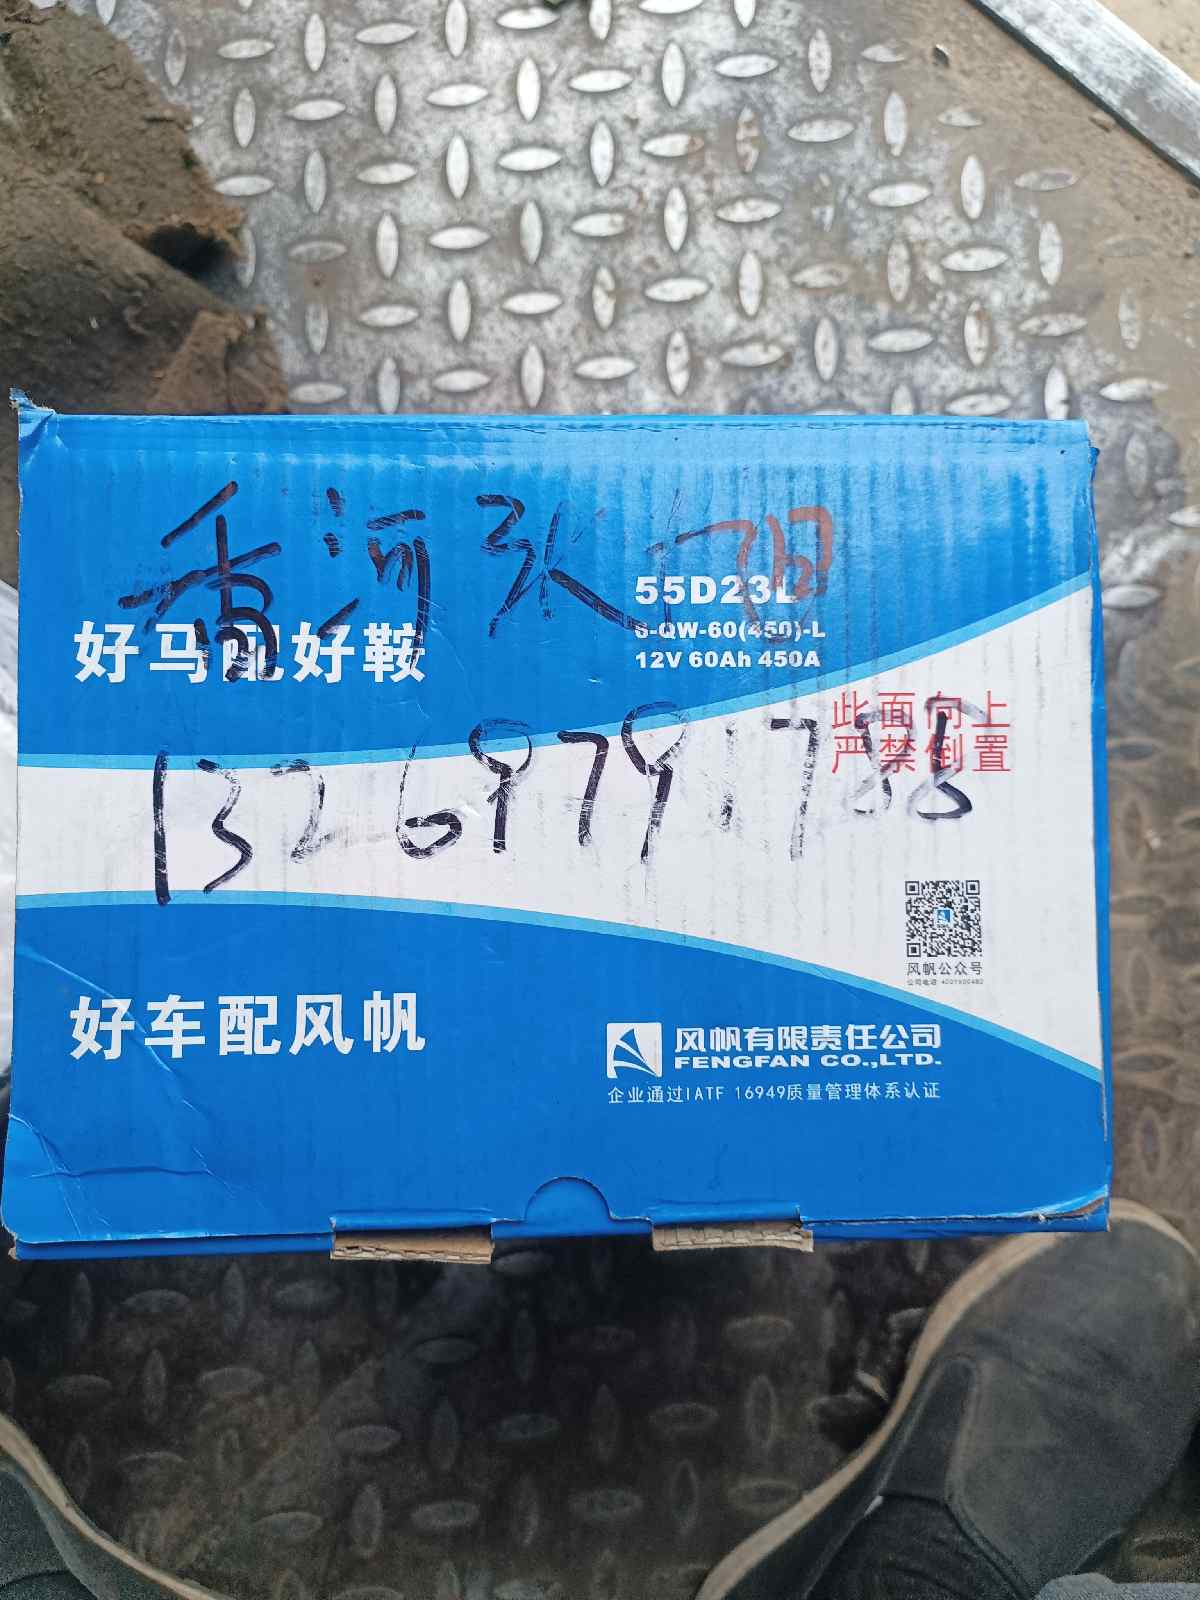 香河张阳
55D23L
6-QW-60(450)-L
12V 60Ah 450A
好马配好鞍
此面向上
严禁倒置
13269791788
风帆公众号
好车配风帆
风帆有限责任公司
FENGFAN CO.,LTD.
企业通过IATF 16949质量管理体系认证